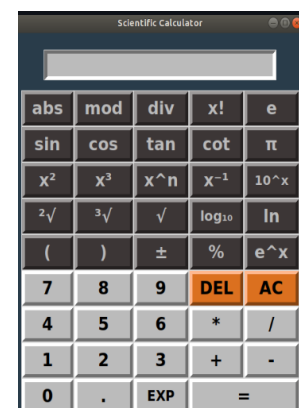 Scientific Calculator
abs mod div x! e
sin cos tan cot π
x² x³ x^n x⁻¹ 10^x
²√ ³√ √ log₁₀ ln
( ) ± % e^x
7 8 9 DEL AC
4 5 6 * /
1 2 3 + -
0 . EXP =